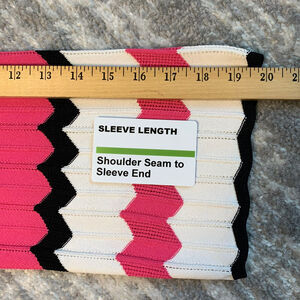 12 13 14 15 16 17 18 19 20
SLEEVE LENGTH
Shoulder Seam to
Sleeve End